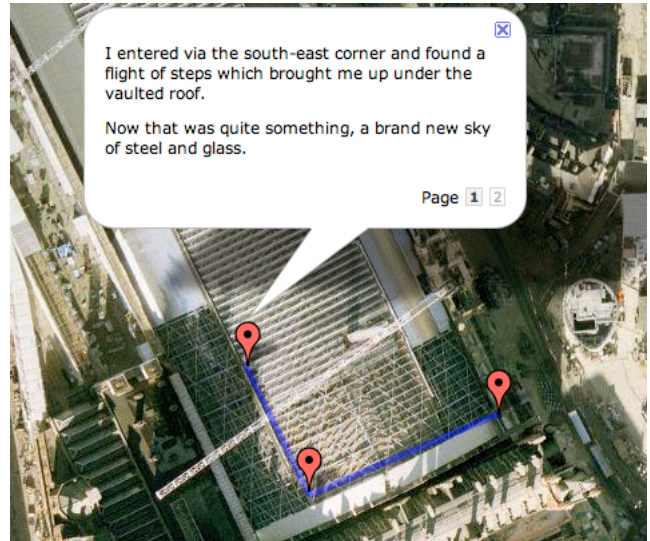 I entered via the south-east corner and found a
flight of steps which brought me up under the
vaulted roof.
Now that was quite something, a brand new sky
of steel and glass.
Page 1 2